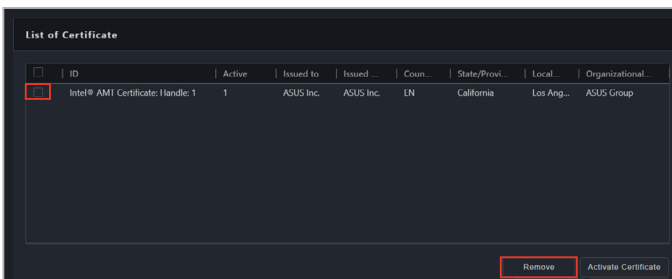 List of Certificate
ID | Active | Issued to | Issued ... | Coun... | State/Provi... | Local... | Organizational...
Intel® AMT Certificate: Handle: 1 1 ASUS Inc. ASUS Inc. EN California Los Ang... ASUS Group
Remove Activate Certificate